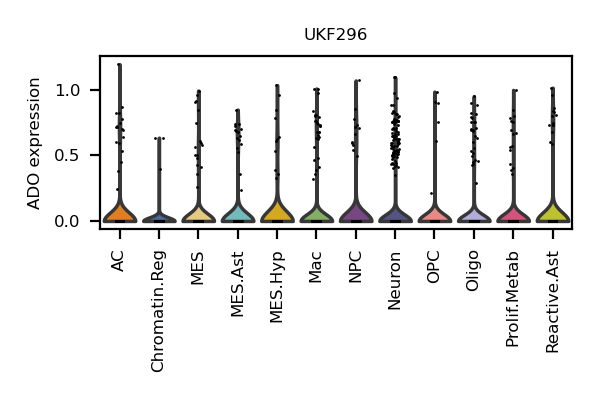 UKF296
ADO expression
1.0
0.5
0.0
AC
Chromatin.Reg
MES
MES.Ast
MES.Hyp
Mac
NPC
Neuron
OPC
Oligo
Prolif.Metab
Reactive.Ast